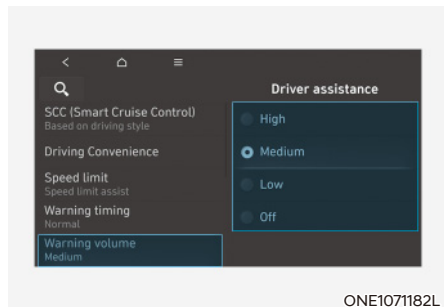 Driver assistance
SCC (Smart Cruise Control)
Based on driving style
Driving Convenience
Speed limit
Speed limit assist
Warning timing
Normal
Warning volume
Medium
High
Medium
Low
Off
ONE1071182L